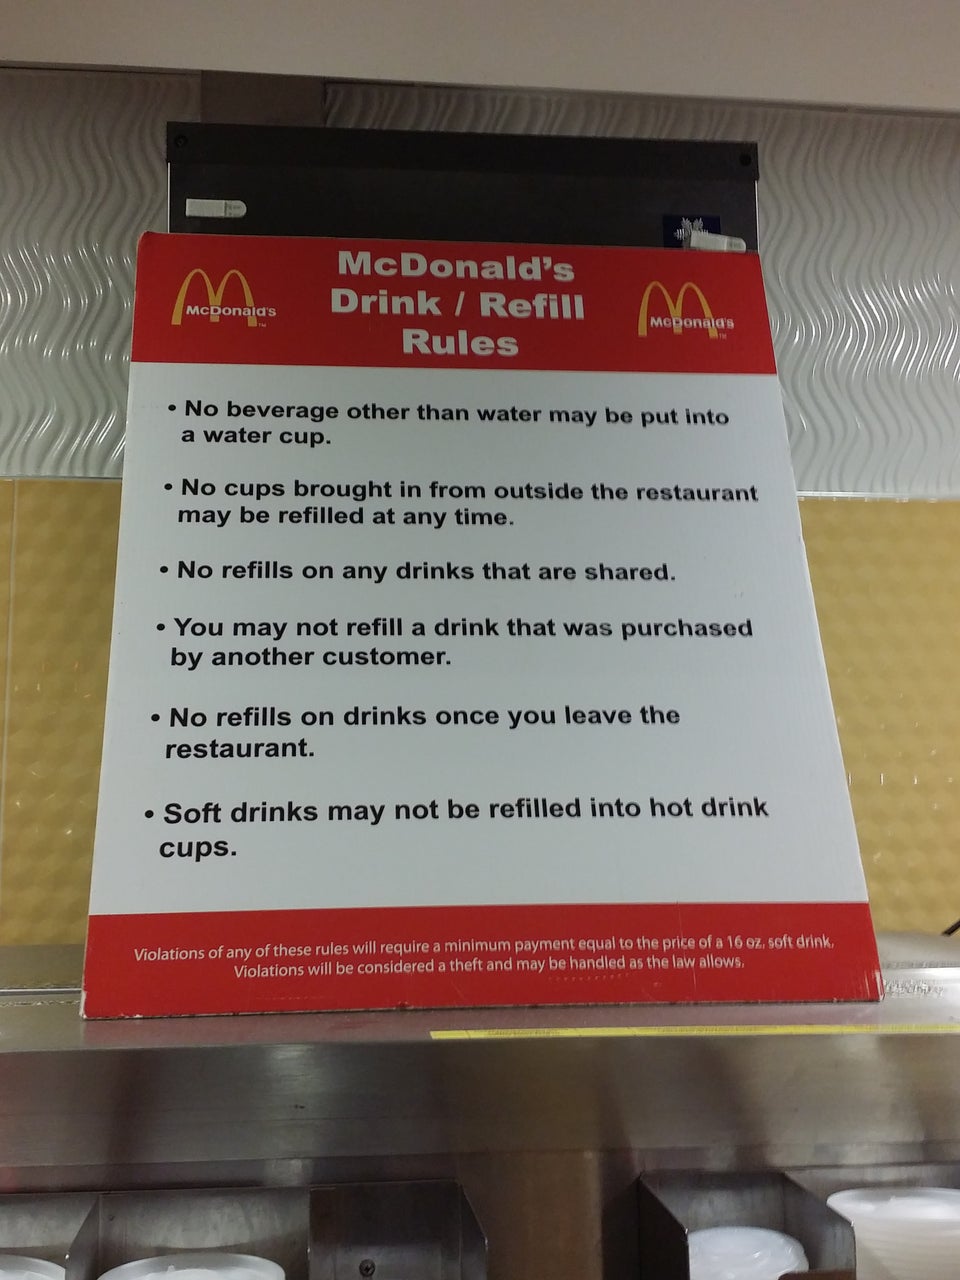 McDonald's
Drink / Refill
Rules
McDonald's™
McDonald's™
• No beverage other than water may be put into
a water cup.
• No cups brought in from outside the restaurant
may be refilled at any time.
• No refills on any drinks that are shared.
• You may not refill a drink that was purchased
by another customer.
• No refills on drinks once you leave the
restaurant.
• Soft drinks may not be refilled into hot drink
cups.
Violations of any of these rules will require a minimum payment equal to the price of a 16 oz. soft drink.
Violations will be considered a theft and may be handled as the law allows.